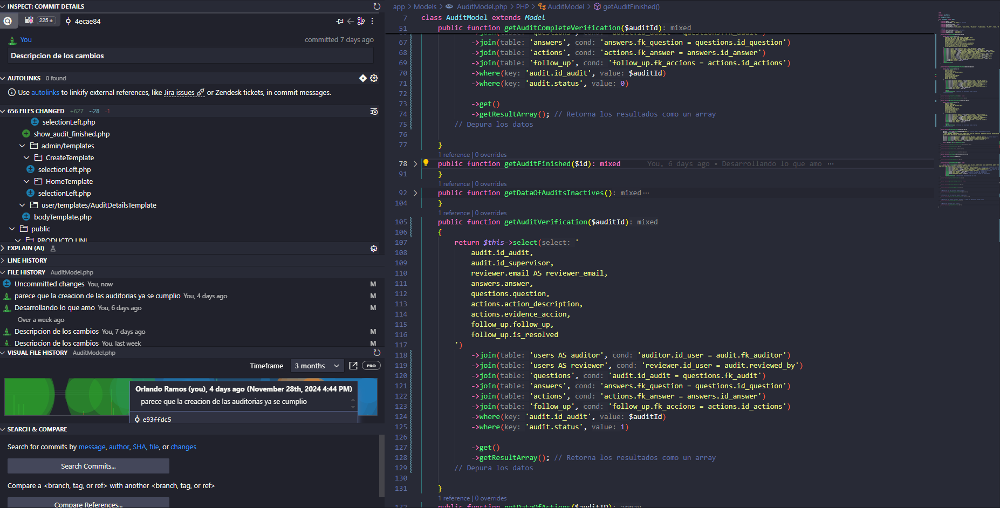 INSPECT: COMMIT DETAILS
225 ±
4ecae84
You
committed 7 days ago
Descripcion de los cambios
AUTOLINKS 0 found
Use autolinks to linkify external references, like Jira issues or Zendesk tickets, in commit messages.
656 FILES CHANGED +627 ~28 -1
selectionLeft.php
show_audit_finished.php
admin/templates
CreateTemplate
selectionLeft.php
HomeTemplate
selectionLeft.php
user/templates/AuditDetailsTemplate
bodyTemplate.php
public
PRODUCTO UNI
EXPLAIN (AI)
LINE HISTORY
FILE HISTORY AuditModel.php
Uncommitted changes You, now M
parece que la creacion de las auditorias ya se cumplio You, 4 days ago M
Desarrollando lo que amo You, 6 days ago M
Over a week ago
Descripcion de los cambios You, 7 days ago M
Descripcion de los cambios You, last week M
VISUAL FILE HISTORY AuditModel.php
Timeframe 3 months PRO
Orlando Ramos (you), 4 days ago (November 28th, 2024 4:44 PM)
parece que la creacion de las auditorias ya se cumplio
e93ffdc5
SEARCH & COMPARE
Search for commits by message, author, SHA, file, or changes
Search Commits...
Compare a <branch, tag, or ref> with another <branch, tag, or ref>
Compare References...
app > Models > AuditModel.php > PHP > AuditModel > getAuditFinished()
7 class AuditModel extends Model
51 public function getAuditCompleteVerification($auditId): mixed
66 ->join(table: 'questions', cond: 'audit.id_audit = questions.fk_audit')
67 ->join(table: 'answers', cond: 'answers.fk_question = questions.id_question')
68 ->join(table: 'actions', cond: 'actions.fk_answer = answers.id_answer')
69 ->join(table: 'follow_up', cond: 'follow_up.fk_accions = actions.id_actions')
70 ->where(key: 'audit.id_audit', value: $auditId)
71 ->where(key: 'audit.status', value: 0)
72
73 ->get()
74 ->getResultArray(); // Retorna los resultados como un array
75 // Depura los datos
76
77 }
1 reference | 0 overrides
78 public function getAuditFinished($id): mixed You, 6 days ago • Desarrollando lo que amo ···
91 }
1 reference | 0 overrides
92 public function getDataOfAuditsInactives(): mixed···
104 }
1 reference | 0 overrides
105 public function getAuditVerification($auditId): mixed
106 {
107 return $this->select(select: '
108 audit.id_audit,
109 audit.id_supervisor,
110 reviewer.email AS reviewer_email,
111 answers.answer,
112 questions.question,
113 actions.action_description,
114 actions.evidence_accion,
115 follow_up.follow_up,
116 follow_up.is_resolved
117 ')
118 ->join(table: 'users AS auditor', cond: 'auditor.id_user = audit.fk_auditor')
119 ->join(table: 'users AS reviewer', cond: 'reviewer.id_user = audit.reviewed_by')
120 ->join(table: 'questions', cond: 'audit.id_audit = questions.fk_audit')
121 ->join(table: 'answers', cond: 'answers.fk_question = questions.id_question')
122 ->join(table: 'actions', cond: 'actions.fk_answer = answers.id_answer')
123 ->join(table: 'follow_up', cond: 'follow_up.fk_accions = actions.id_actions')
124 ->where(key: 'audit.id_audit', value: $auditId)
125 ->where(key: 'audit.status', value: 1)
126
127 ->get()
128 ->getResultArray(); // Retorna los resultados como un array
129 // Depura los datos
130
131 }
1 reference | 0 overrides
132 public function getDataOfActions($auditID): array